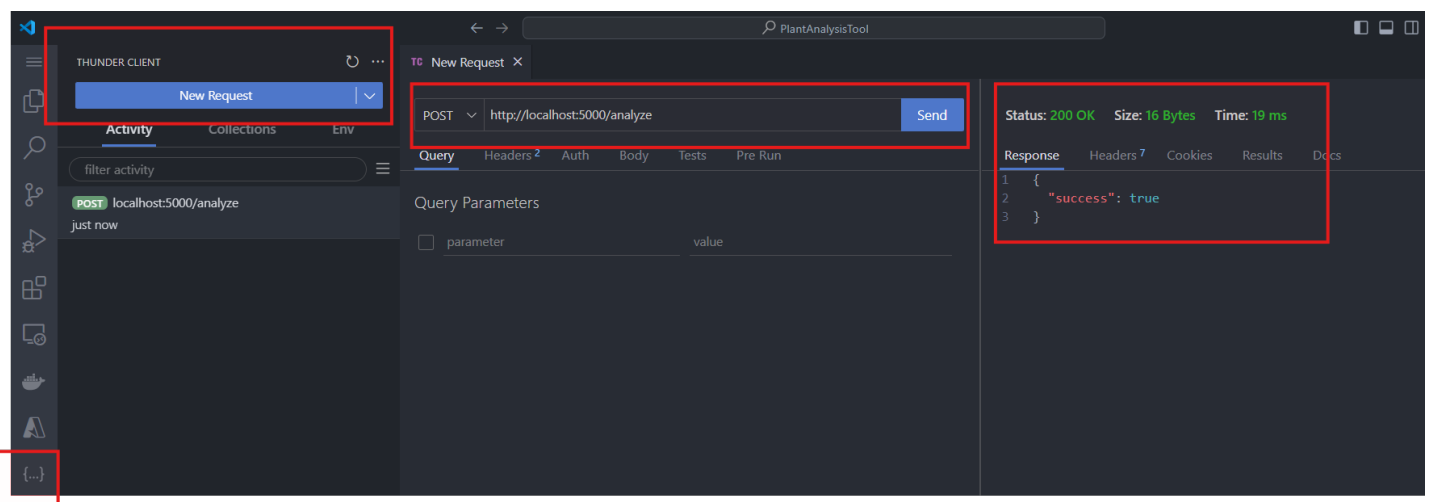 PlantAnalysisTool
THUNDER CLIENT
New Request
Activity Collections Env
filter activity
POST localhost:5000/analyze
just now
TC New Request
POST http://localhost:5000/analyze Send
Query Headers 2 Auth Body Tests Pre Run
Query Parameters
parameter value
Status: 200 OK Size: 16 Bytes Time: 19 ms
Response Headers 7 Cookies Results Docs
1 {
2 "success": true
3 }
{...}